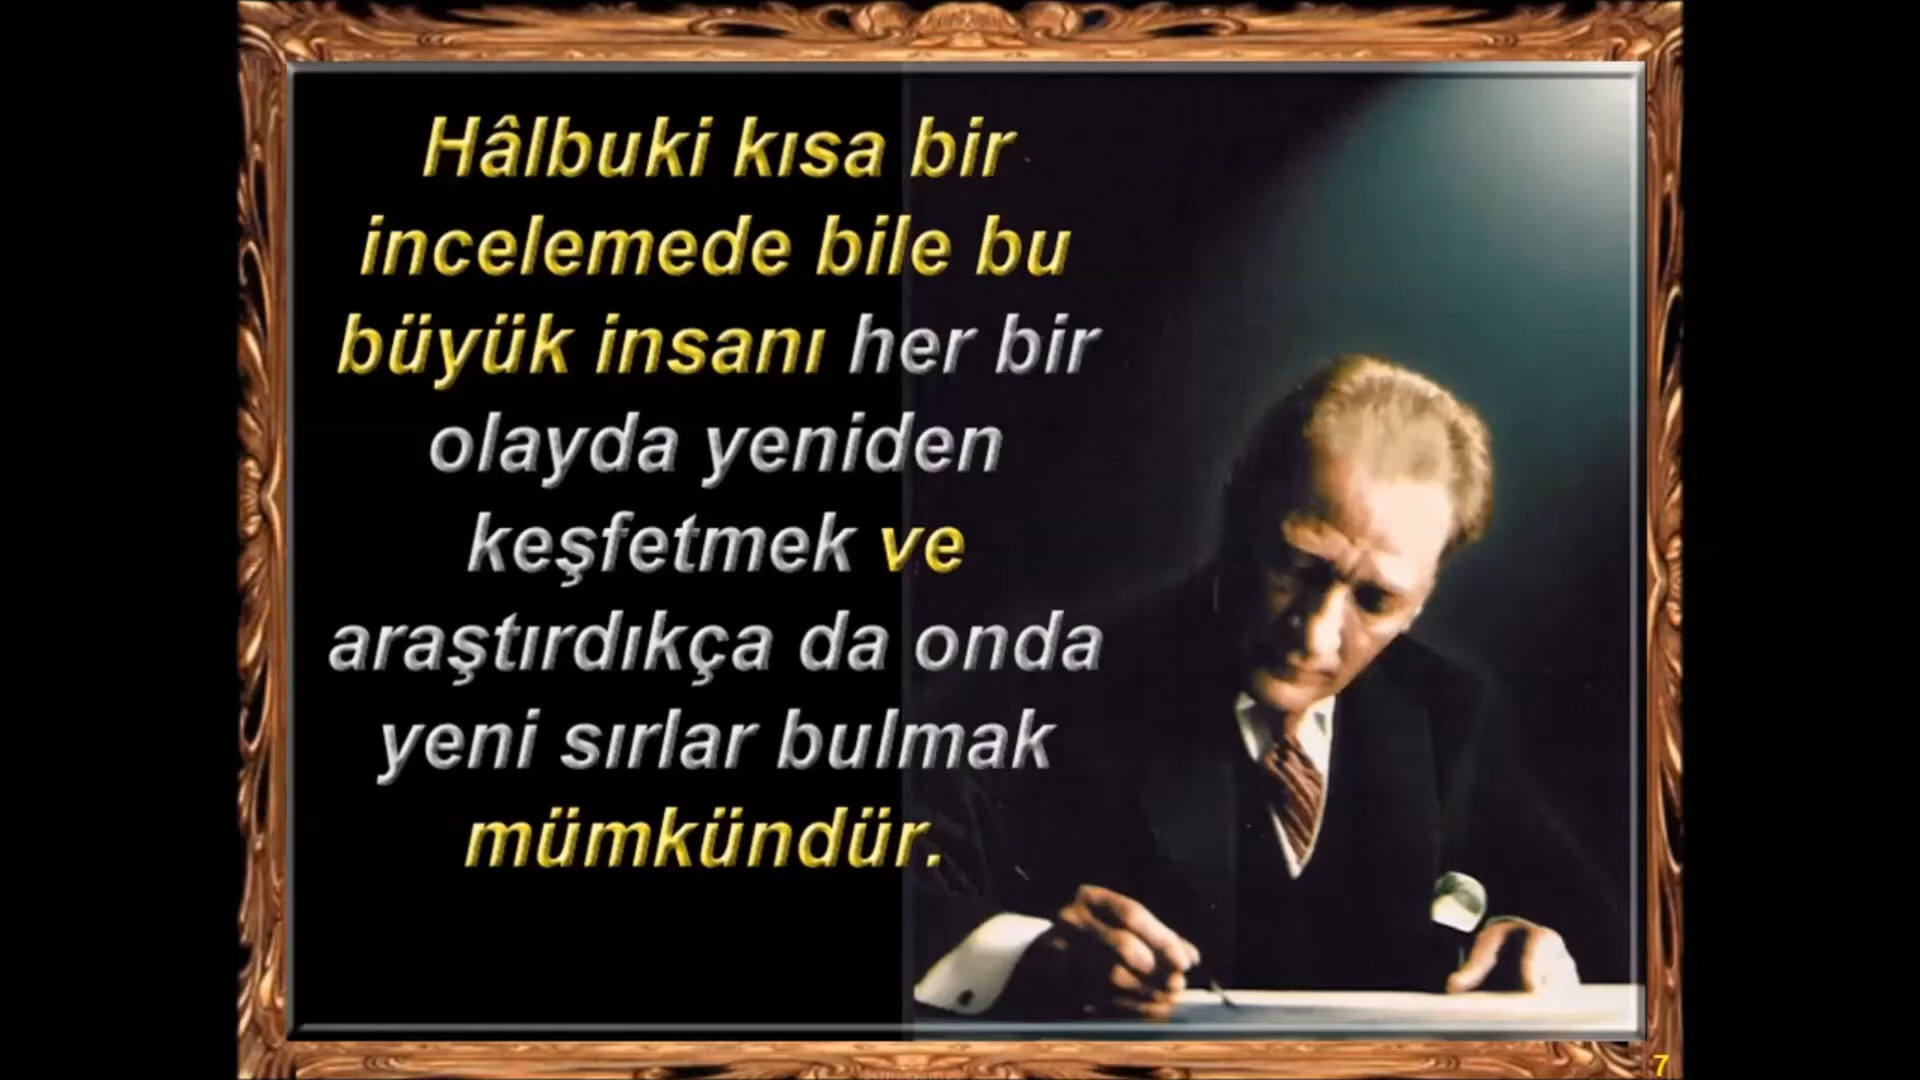 Hâlbuki kısa bir
incelemede bile bu
büyük insanı her bir
olayda yeniden
keşfetmek ve
araştırdıkça da onda
yeni sırlar bulmak
mümkündür.
7